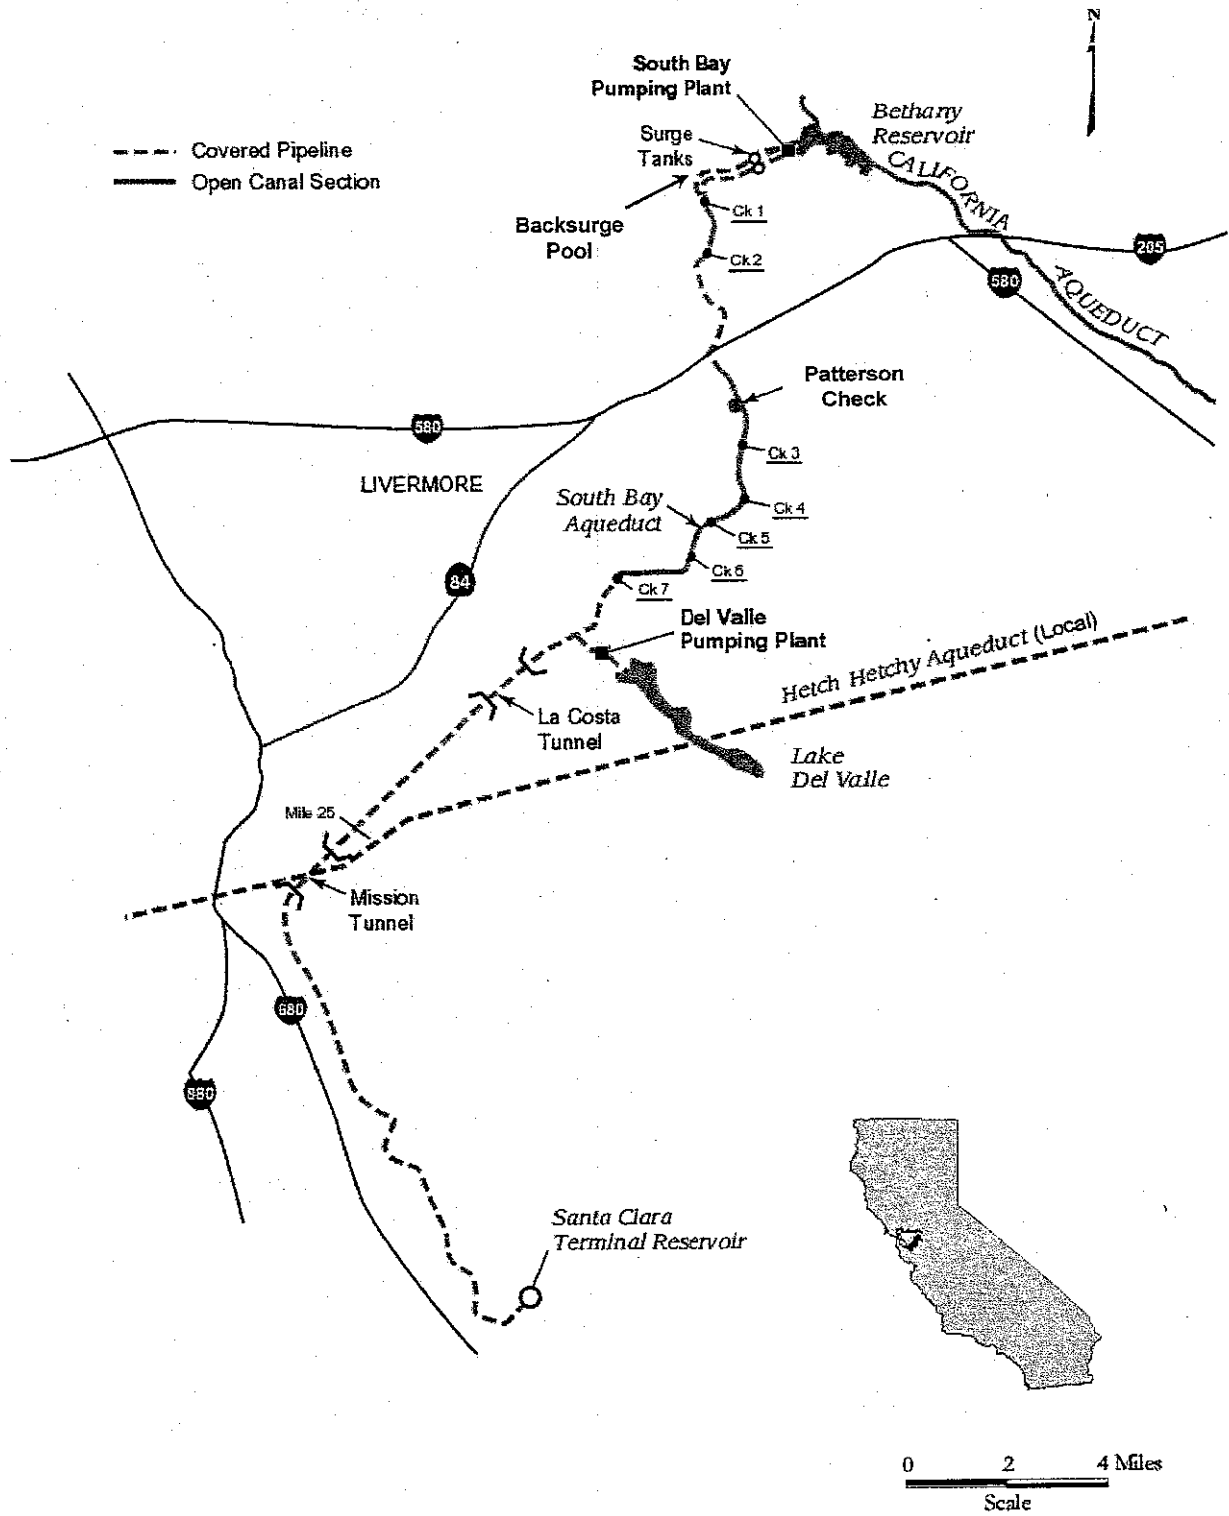 N
South Bay
Pumping Plant
Bethany
Reservoir
Surge
Tanks
Covered Pipeline
Open Canal Section
CALIFORNIA
AQUEDUCT
Backsurge
Pool
Ck 1
Ck 2
205
580
Patterson
Check
580
Ck 3
LIVERMORE
South Bay
Aqueduct
Ck 4
Ck 5
Ck 6
84
Ck 7
Del Valle
Pumping Plant
Hetch Hetchy Aqueduct (Local)
La Costa
Tunnel
Lake
Del Valle
Mile 25
Mission
Tunnel
680
880
Santa Clara
Terminal Reservoir
0 2 4 Miles
Scale